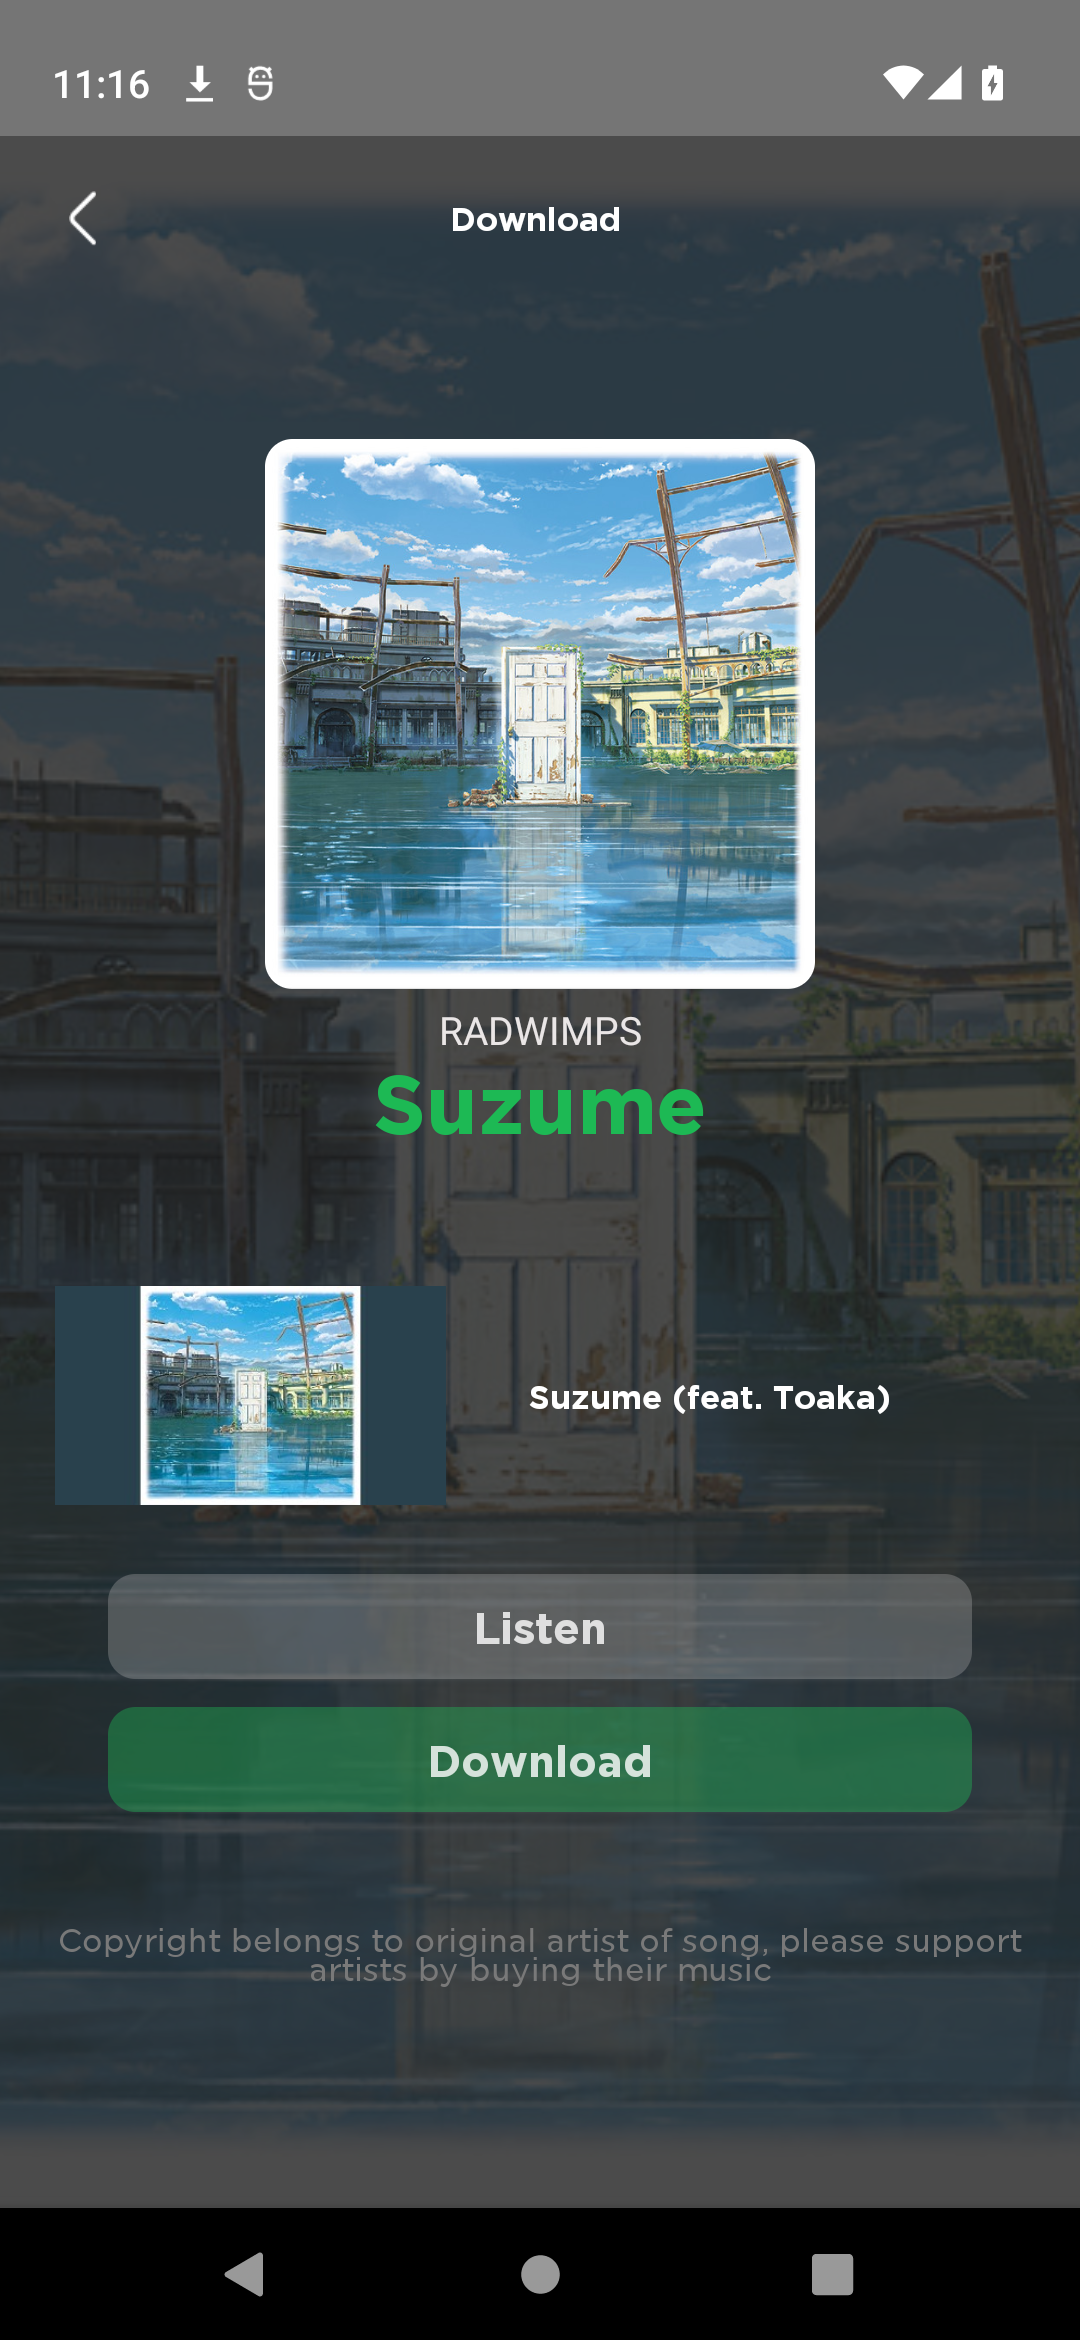 11:16
Download
RADWIMPS
Suzume
Suzume (feat. Toaka)
Listen
Download
Copyright belongs to original artist of song, please support
artists by buying their music